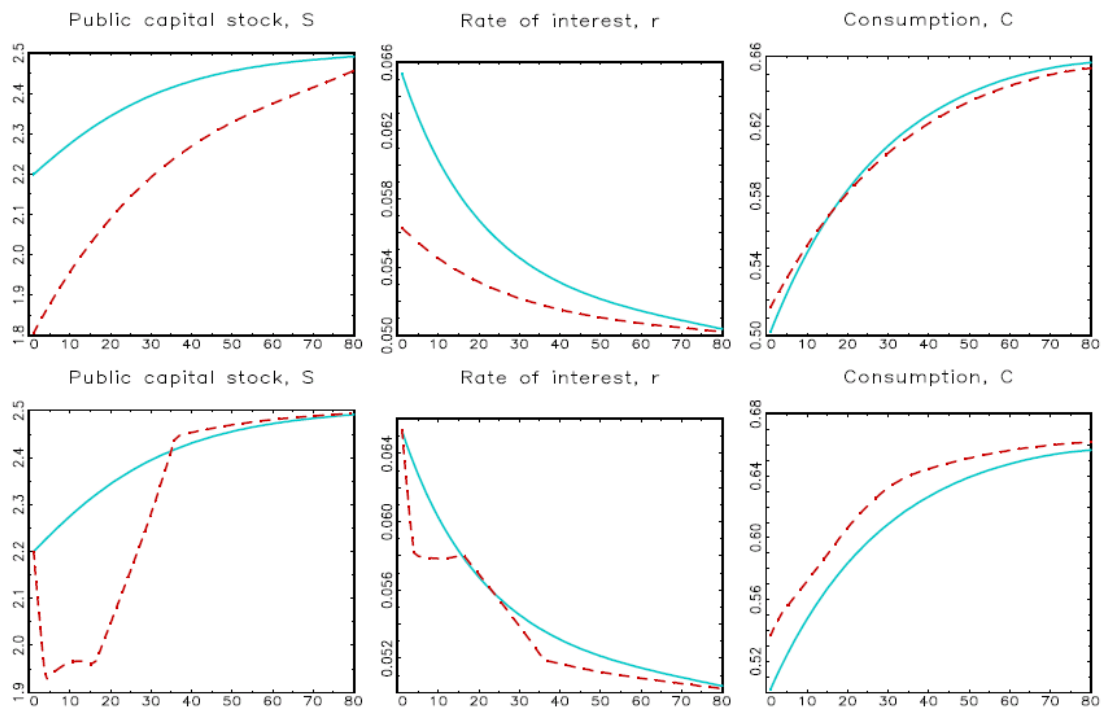 Public capital stock, S
Rate of interest, r
Consumption, C
2.5
2.4
2.3
2.2
2.1
2.0
1.9
1.8
0 10 20 30 40 50 60 70 80
0.066
0.062
0.058
0.054
0.050
0 10 20 30 40 50 60 70 80
0.66
0.62
0.58
0.54
0.50
0 10 20 30 40 50 60 70 80
Public capital stock, S
Rate of interest, r
Consumption, C
2.5
2.4
2.3
2.2
2.1
2.0
1.9
0 10 20 30 40 50 60 70 80
0.064
0.060
0.056
0.052
0 10 20 30 40 50 60 70 80
0.68
0.64
0.60
0.56
0.52
0 10 20 30 40 50 60 70 80